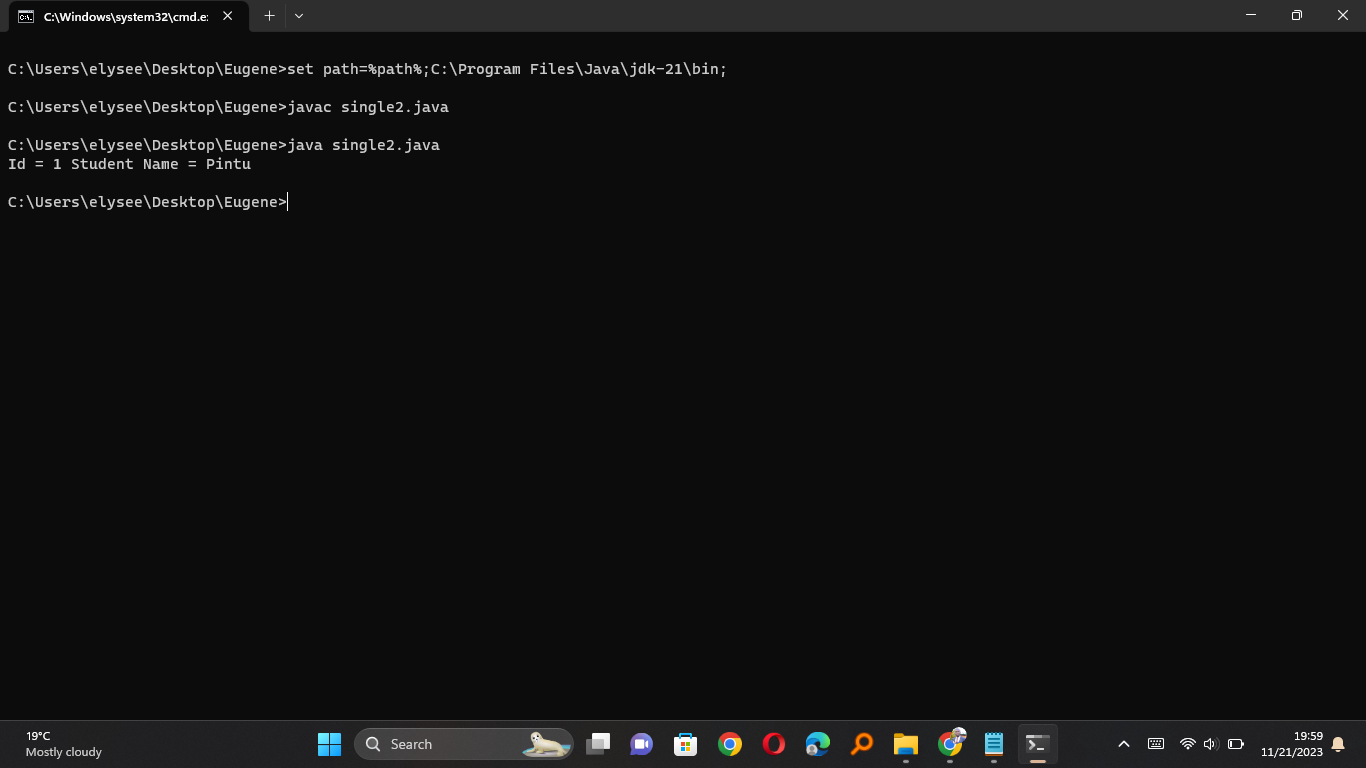 C:\Windows\system32\cmd.e:
C:\Users\elysee\Desktop\Eugene>set path=%path%;C:\Program Files\Java\jdk-21\bin;
C:\Users\elysee\Desktop\Eugene>javac single2.java
C:\Users\elysee\Desktop\Eugene>java single2.java
Id = 1 Student Name = Pintu
C:\Users\elysee\Desktop\Eugene>
19°C
Mostly cloudy
Search
19:59
11/21/2023